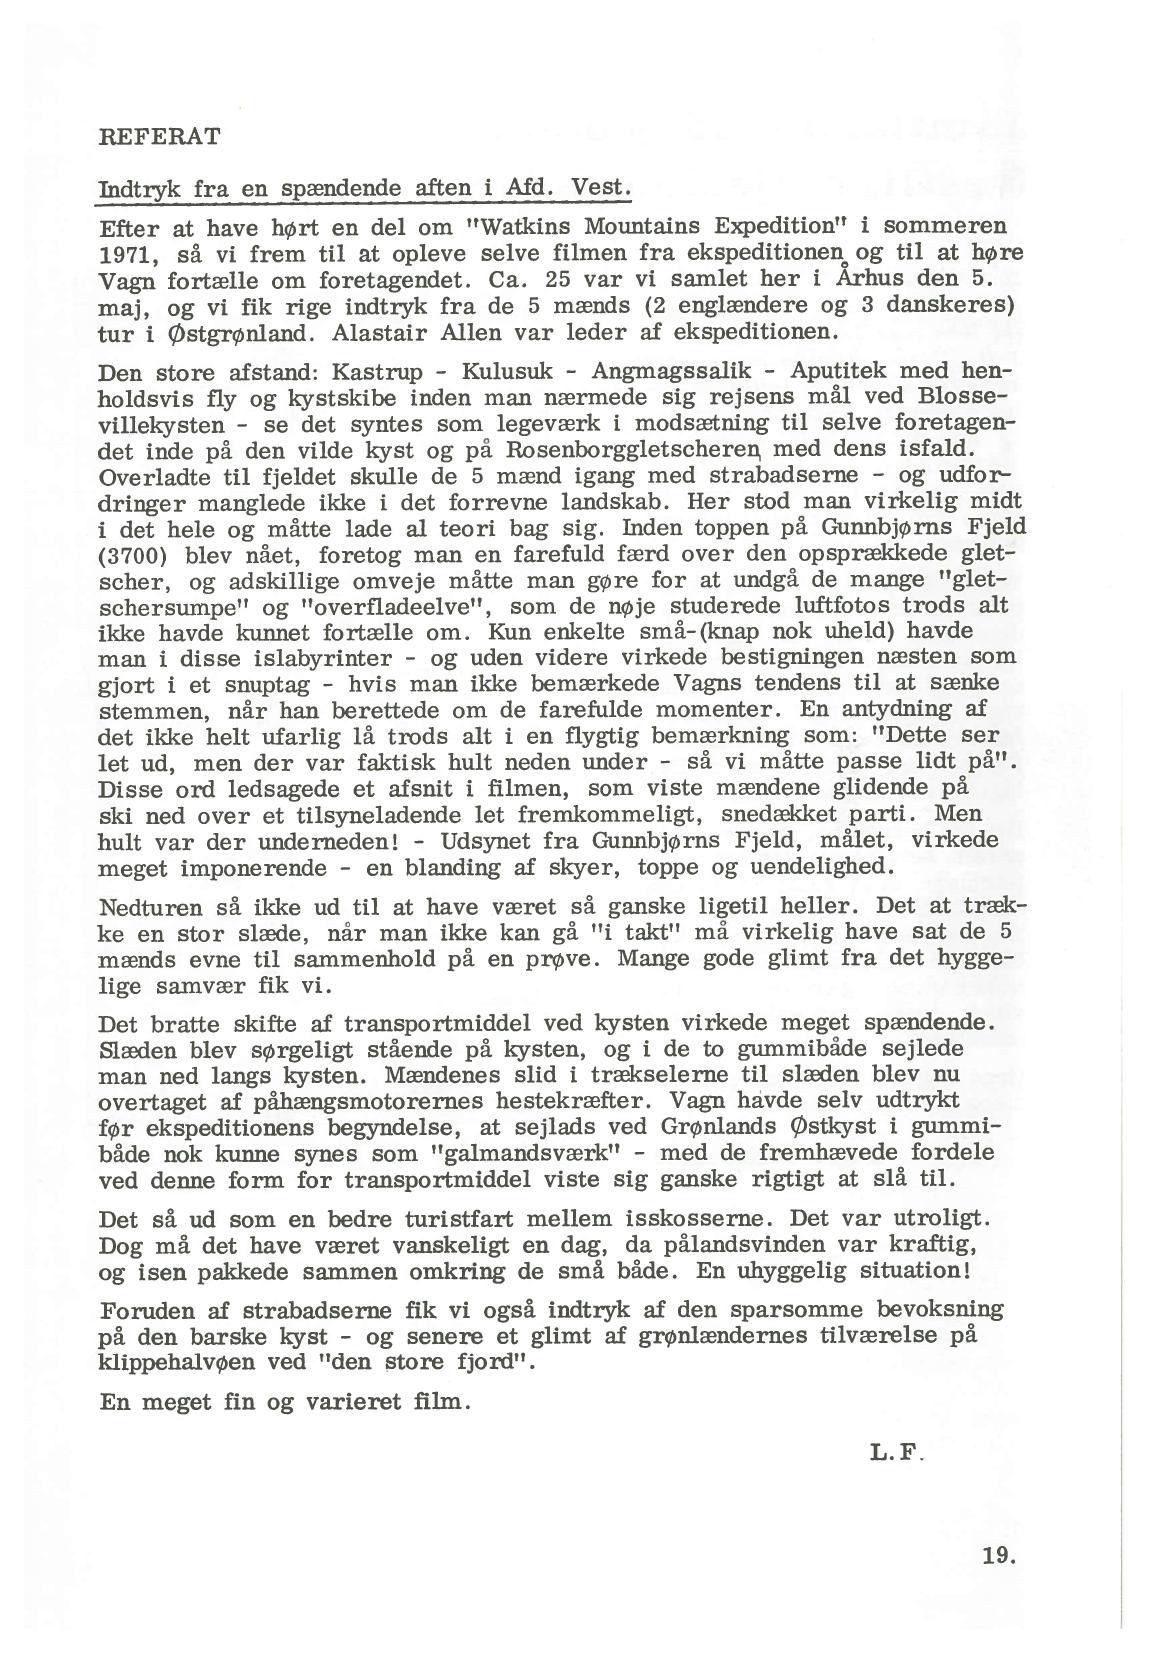 REFERAT
Indtryk fra en spændende aften i Afd. Vest.
Efter at have hørt en del om "Watkins Mountains Expedition" i sommeren
1971, så vi frem til at opleve selve filmen fra ekspeditionen og til at høre
Vagn fortælle om foretagendet. Ca. 25 var vi samlet her i Århus den 5.
maj, og vi fik rige indtryk fra de 5 mænds (2 englændere og 3 danskeres)
tur i Østgrønland. Alastair Allen var leder af ekspeditionen.
Den store afstand: Kastrup - Kulusuk - Angmagssalik - Aputitek med hen-
holdsvis fly og kystskibe inden man nærmede sig rejsens mål ved Blosse-
villekysten - se det syntes som legeværk i modsætning til selve foretagen-
det inde på den vilde kyst og på Rosenborggletscheren med dens isfald.
Overladte til fjeldet skulle de 5 mænd igang med strabadserne - og udfor-
dringer manglede ikke i det forrevne landskab. Her stod man virkelig midt
i det hele og måtte lade al teori bag sig. Inden toppen på Gunnbjørns Fjeld
(3700) blev nået, foretog man en farefuld færd over den opsprækkede glet-
scher, og adskillige omveje måtte man gøre for at undgå de mange "glet-
schersumpe" og "overfladeelve", som de nøje studerede luftfotos trods alt
ikke havde kunnet fortælle om. Kun enkelte små-(knap nok uheld) havde
man i disse islabyrinter - og uden videre virkede bestigningen næsten som
gjort i et snuptag - hvis man ikke bemærkede Vagns tendens til at sænke
stemmen, når han berettede om de farefulde momenter. En antydning af
det ikke helt ufarlig lå trods alt i en flygtig bemærkning som: "Dette ser
let ud, men der var faktisk hult neden under - så vi måtte passe lidt på".
Disse ord ledsagede et afsnit i filmen, som viste mændene glidende på
ski ned over et tilsyneladende let fremkommeligt, snedækket parti. Men
hult var der underneden! - Udsynet fra Gunnbjørns Fjeld, målet, virkede
meget imponerende - en blanding af skyer, toppe og uendelighed.
Nedturen så ikke ud til at have været så ganske ligetil heller. Det at træk-
ke en stor slæde, når man ikke kan gå "i takt" må virkelig have sat de 5
mænds evne til sammenhold på en prøve. Mange gode glimt fra det hygge-
lige samvær fik vi.
Det bratte skifte af transportmiddel ved kysten virkede meget spændende.
Slæden blev sørgeligt stående på kysten, og i de to gummibåde sejlede
man ned langs kysten. Mændenes slid i trækselerne til slæden blev nu
overtaget af påhængsmotorernes hestekræfter. Vagn havde selv udtrykt
før ekspeditionens begyndelse, at sejlads ved Grønlands Østkyst i gummi-
både nok kunne synes som "galmandsværk" - med de fremhævede fordele
ved denne form for transportmiddel viste sig ganske rigtigt at slå til.
Det så ud som en bedre turistfart mellem isskosserne. Det var utroligt.
Dog må det have været vanskeligt en dag, da pålandsvinden var kraftig,
og isen pakkede sammen omkring de små både. En uhyggelig situation!
Foruden af strabadserne fik vi også indtryk af den sparsomme bevoksning
på den barske kyst - og senere et glimt af grønlændernes tilværelse på
klippehalvøen ved "den store fjord".
En meget fin og varieret film.
L.F.
19.